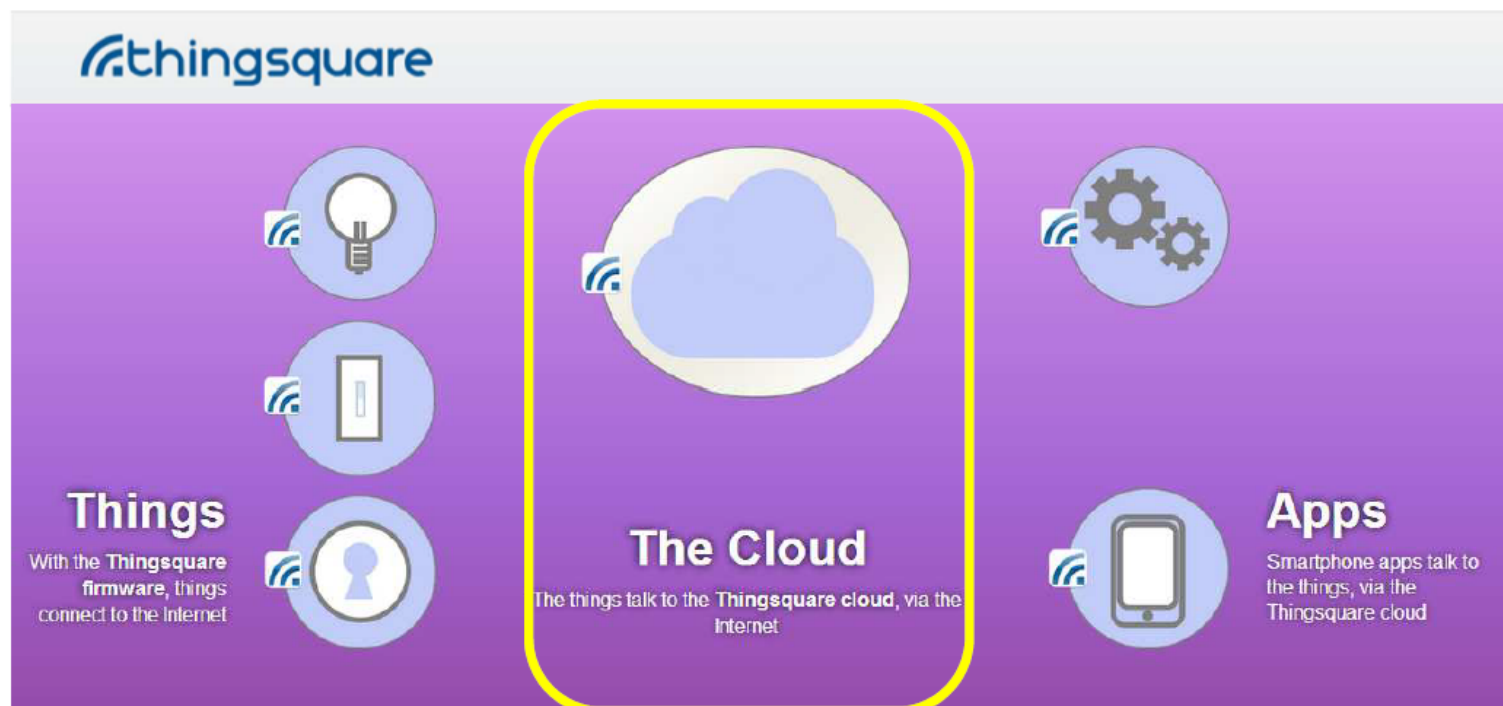 thingsquare
Things
With the Thingsquare
firmware, things
connect to the Internet
The Cloud
The things talk to the Thingsquare cloud, via the
Internet
Apps
Smartphone apps talk to
the things, via the
Thingsquare cloud